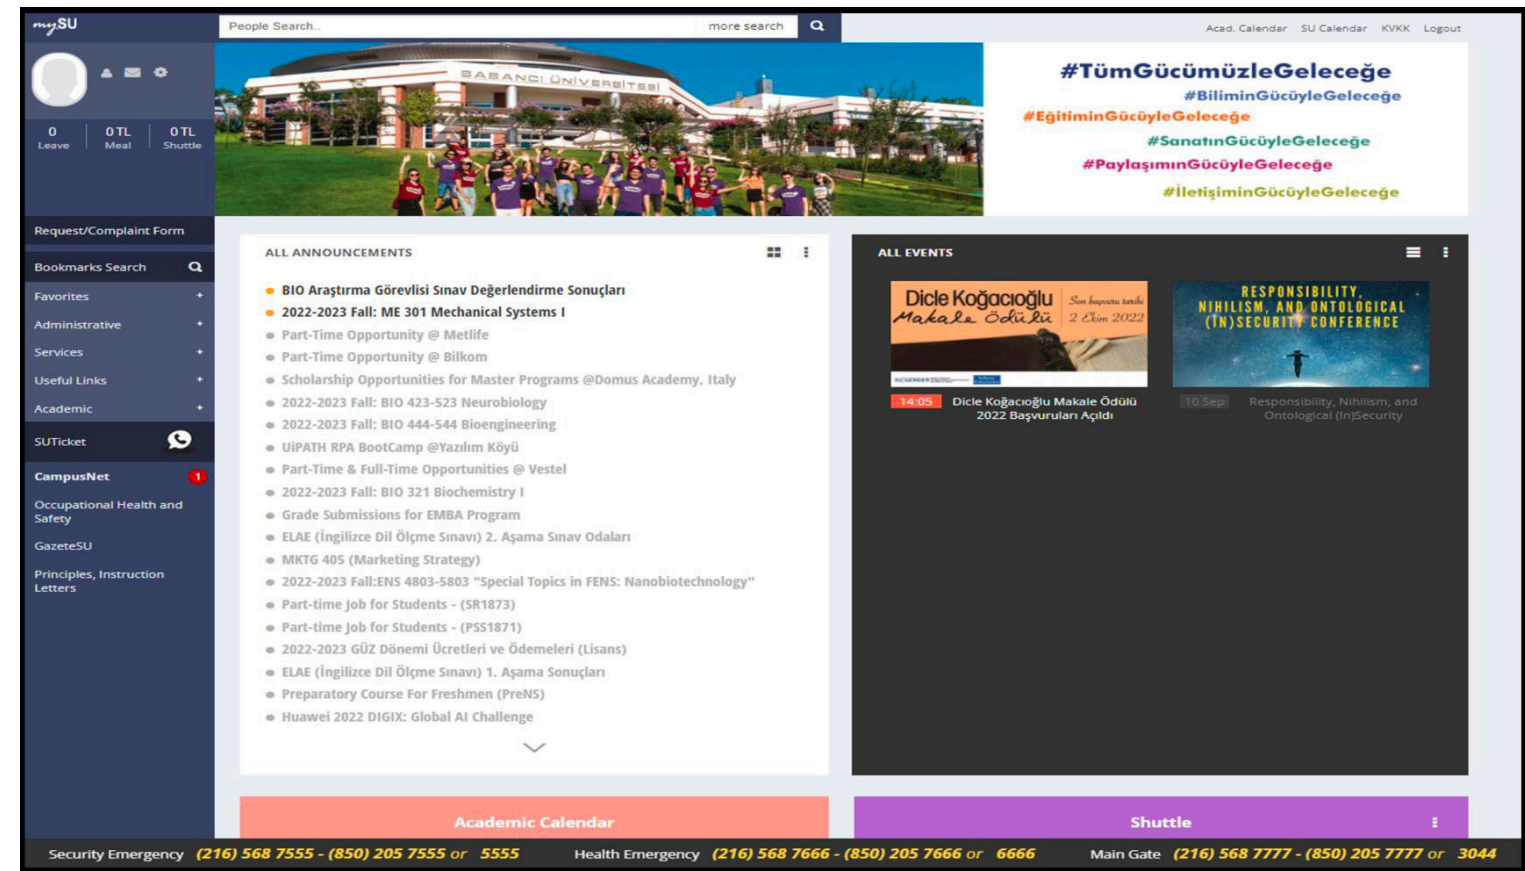 mySU
People Search..
more search
Acad. Calendar SU Calendar KVKK Logout
0 0 TL 0 TL
Leave Meal Shuttle
SABANCI ÜNİVERSİTESİ
#TümGücümüzleGeleceğe
#BiliminGücüyleGeleceğe
#EğitiminGücüyleGeleceğe
#SanatınGücüyleGeleceğe
#PaylaşımınGücüyleGeleceğe
#İletişiminGücüyleGeleceğe
Request/Complaint Form
Bookmarks Search
Favorites +
Administrative +
Services +
Useful Links +
Academic +
SUTicket
CampusNet 1
Occupational Health and
Safety
GazeteSU
Principles, Instruction
Letters
ALL ANNOUNCEMENTS
BIO Araştırma Görevlisi Sınav Değerlendirme Sonuçları
2022-2023 Fall: ME 301 Mechanical Systems I
Part-Time Opportunity @ Metlife
Part-Time Opportunity @ Bilkom
Scholarship Opportunities for Master Programs @Domus Academy, Italy
2022-2023 Fall: BIO 423-523 Neurobiology
2022-2023 Fall: BIO 444-544 Bioengineering
UiPATH RPA BootCamp @Yazılım Köyü
Part-Time & Full-Time Opportunities @ Vestel
2022-2023 Fall: BIO 321 Biochemistry I
Grade Submissions for EMBA Program
ELAE (İngilizce Dil Ölçme Sınavı) 2. Aşama Sınav Odaları
MKTG 405 (Marketing Strategy)
2022-2023 Fall:ENS 4803-5803 "Special Topics in FENS: Nanobiotechnology"
Part-time Job for Students - (SR1873)
Part-time Job for Students - (PSS1871)
2022-2023 GÜZ Dönemi Ücretleri ve Ödemeleri (Lisans)
ELAE (İngilizce Dil Ölçme Sınavı) 1. Aşama Sonuçları
Preparatory Course For Freshmen (PreNS)
Huawei 2022 DIGIX: Global AI Challenge
ALL EVENTS
Dicle Koğacıoğlu
Makale Ödülü
Son başvuru tarihi
2 Ekim 2022
14:05 Dicle Koğacıoğlu Makale Ödülü
2022 Başvuruları Açıldı
RESPONSIBILITY,
NIHILISM, AND ONTOLOGICAL
(IN)SECURITY CONFERENCE
10 Sep Responsibility, Nihilism, and
Ontological (In)Security
Academic Calendar
Shuttle
Security Emergency (216) 568 7555 - (850) 205 7555 or 5555 Health Emergency (216) 568 7666 - (850) 205 7666 or 6666 Main Gate (216) 568 7777 - (850) 205 7777 or 3044